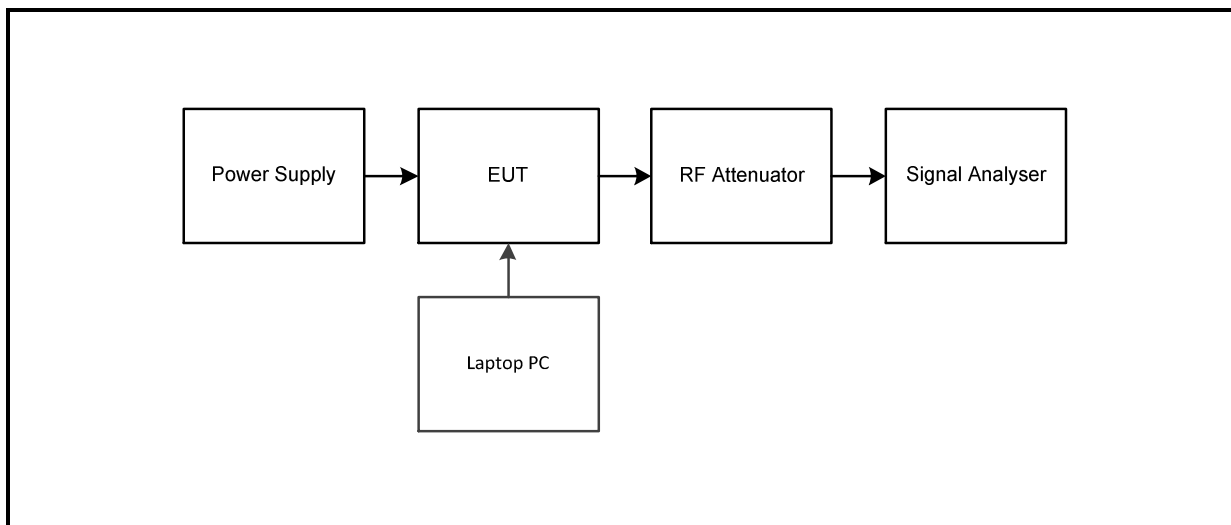 Power Supply
EUT
RF Attenuator
Signal Analyser
Laptop PC